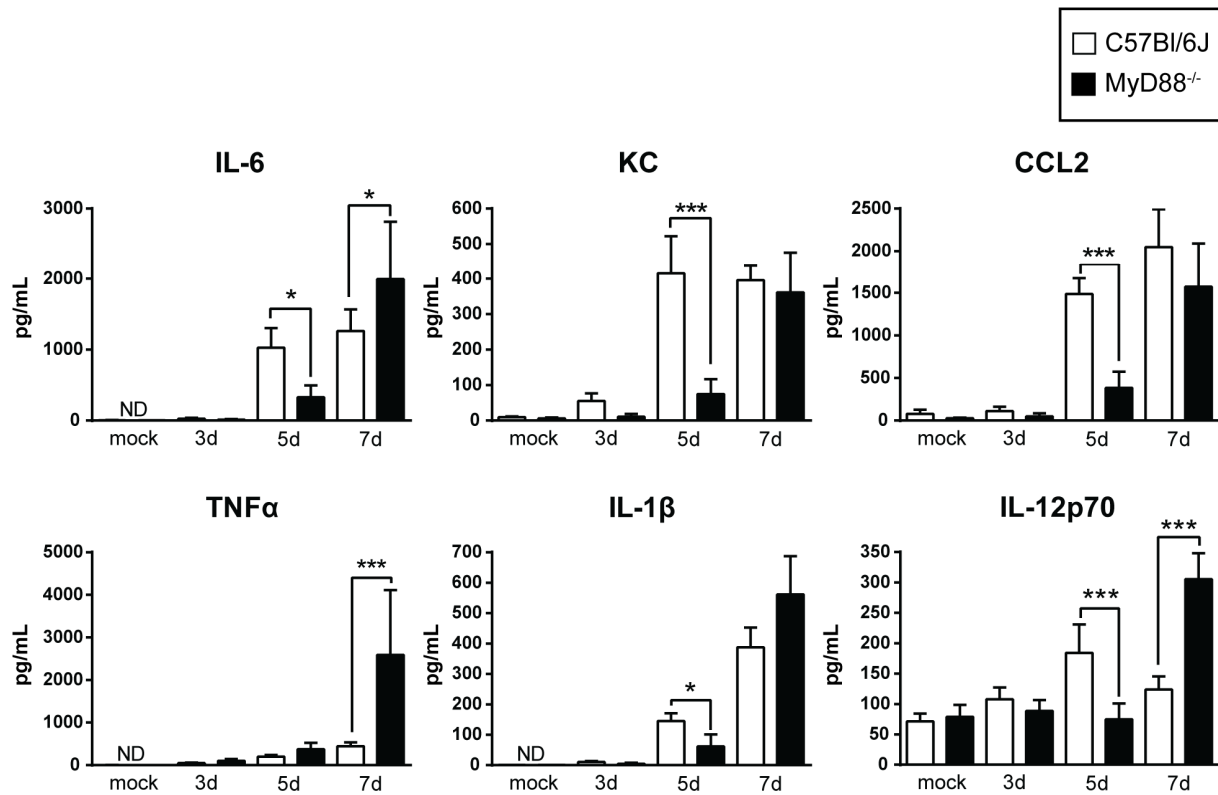 C57Bl/6J
MyD88-/-
IL-6
KC
CCL2
*
*
***
***
3000
2000
1000
0
pg/mL
ND
mock 3d 5d 7d
600
500
400
300
200
100
0
pg/mL
mock 3d 5d 7d
2500
2000
1500
1000
500
0
pg/mL
mock 3d 5d 7d
TNFα
IL-1β
IL-12p70
***
*
***
***
5000
4000
3000
2000
1000
0
pg/mL
ND
mock 3d 5d 7d
700
600
500
400
300
200
100
0
pg/mL
ND
mock 3d 5d 7d
350
300
250
200
150
100
50
0
pg/mL
mock 3d 5d 7d